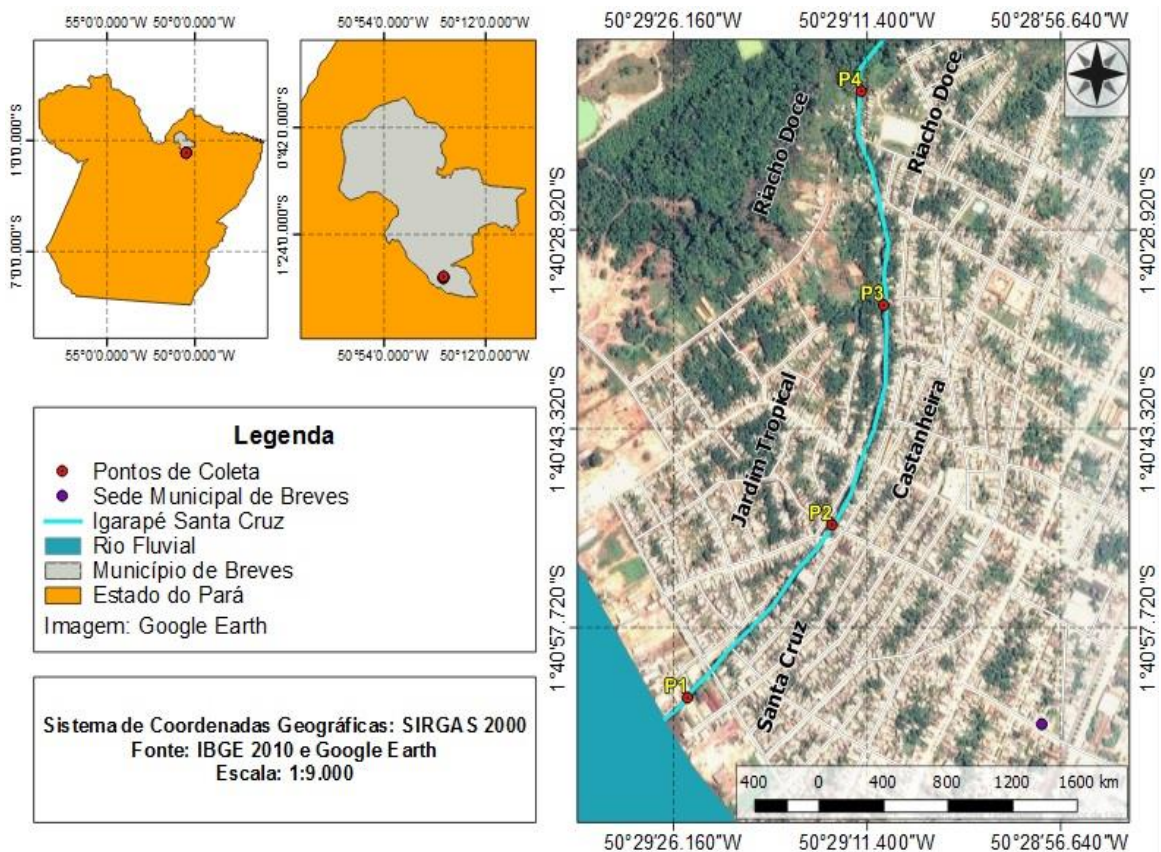 55°0'0.000"W 50°0'0.000"W
1°0'0.000"S
7°0'0.000"S
55°0'0.000"W 50°0'0.000"W
50°54'0.000"W 50°12'0.000"W
0°42'0.000"S
1°24'0.000"S
50°54'0.000"W 50°12'0.000"W
Legenda
Pontos de Coleta
Sede Municipal de Breves
Igarapé Santa Cruz
Rio Fluvial
Município de Breves
Estado do Pará
Imagem: Google Earth
Sistema de Coordenadas Geográficas: SIRGAS 2000
Fonte: IBGE 2010 e Google Earth
Escala: 1:9.000
50°29'26.160"W 50°29'11.400"W 50°28'56.640"W
1°40'28.920"S
1°40'43.320"S
1°40'57.720"S
P4
Riacho Doce
Riacho Doce
P3
Jardim Tropical
Castanheira
P2
P1
Santa Cruz
1°40'28.920"S
1°40'43.320"S
1°40'57.720"S
400 0 400 800 1200 1600 km
50°29'26.160"W 50°29'11.400"W 50°28'56.640"W